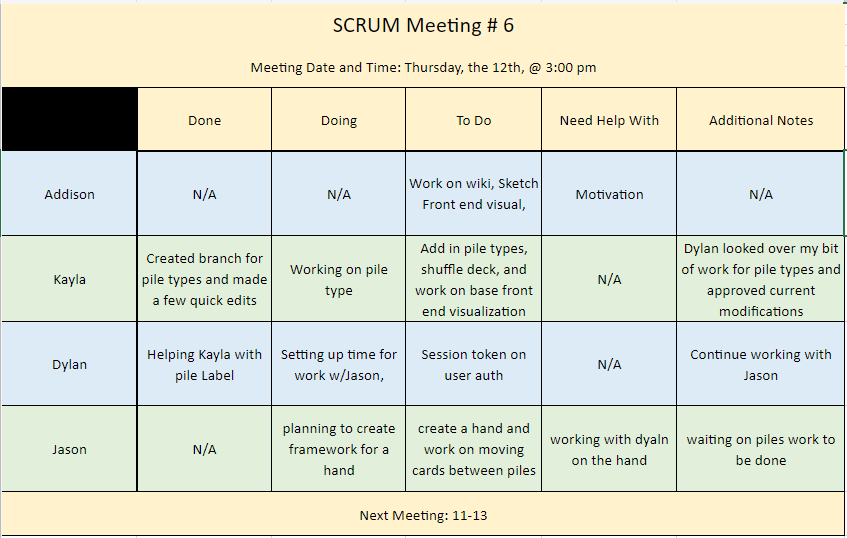 SCRUM Meeting # 6
Meeting Date and Time: Thursday, the 12th, @ 3:00 pm
Done
Doing
To Do
Need Help With
Additional Notes
Addison
N/A
N/A
Work on wiki, Sketch
Front end visual,
Motivation
N/A
Kayla
Created branch for
pile types and made
a few quick edits
Working on pile
type
Add in pile types,
shuffle deck, and
work on base front
end visualization
N/A
Dylan looked over my bit
of work for pile types and
approved current
modifications
Dylan
Helping Kayla with
pile Label
Setting up time for
work w/Jason,
Session token on
user auth
N/A
Continue working with
Jason
Jason
N/A
planning to create
framework for a
hand
create a hand and
work on moving
cards between piles
working with dyaln
on the hand
waiting on piles work to
be done
Next Meeting: 11-13